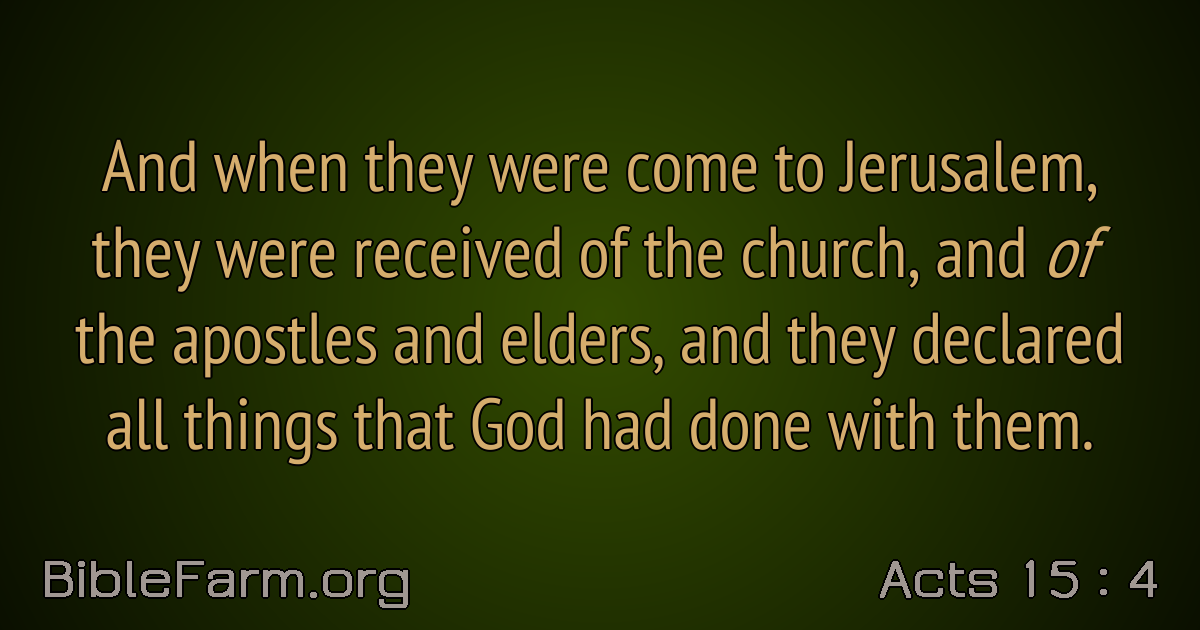 And when they were come to Jerusalem,
they were received of the church, and of
the apostles and elders, and they declared
all things that God had done with them.
BibleFarm.org
Acts 15 : 4